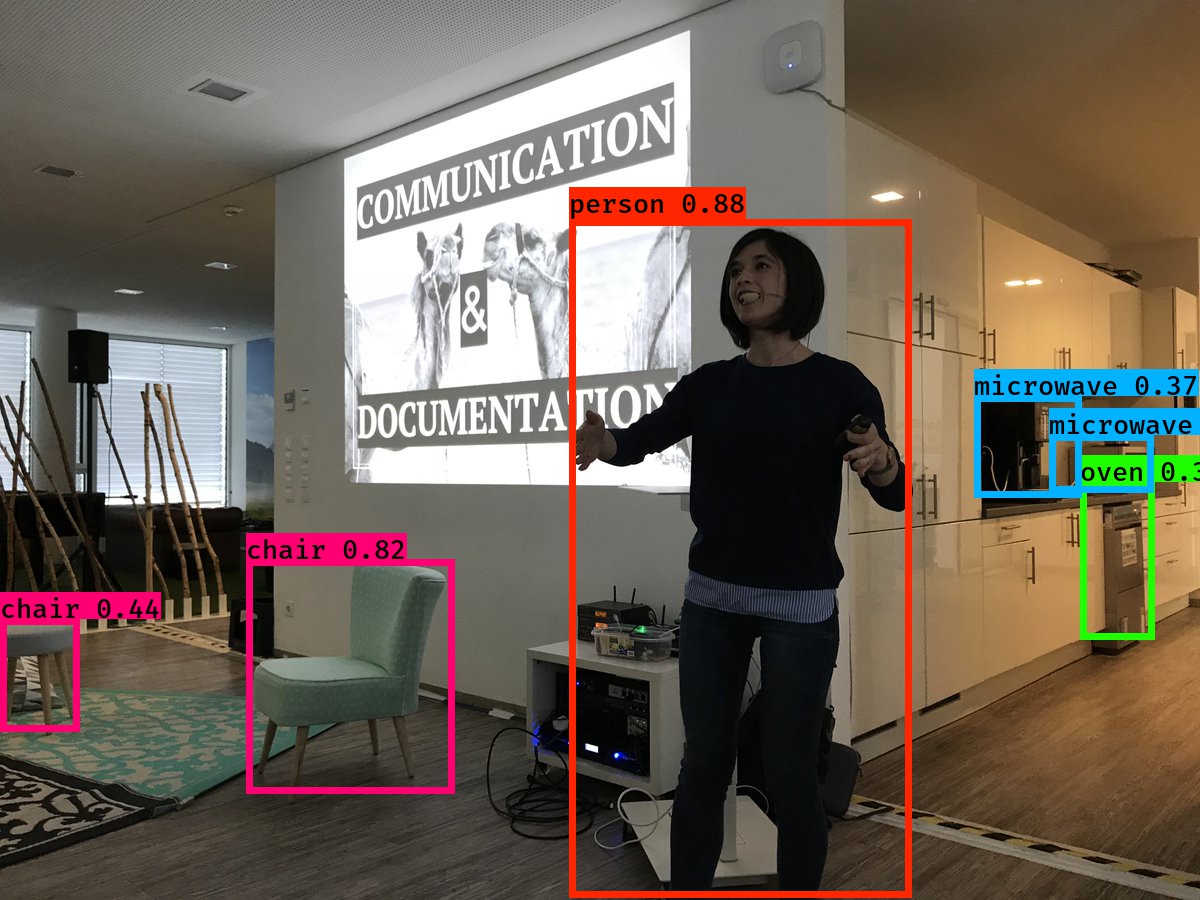 COMMUNICATION
&
DOCUMENTATION
person 0.88
microwave 0.37
microwave
oven 0.3
chair 0.82
chair 0.44